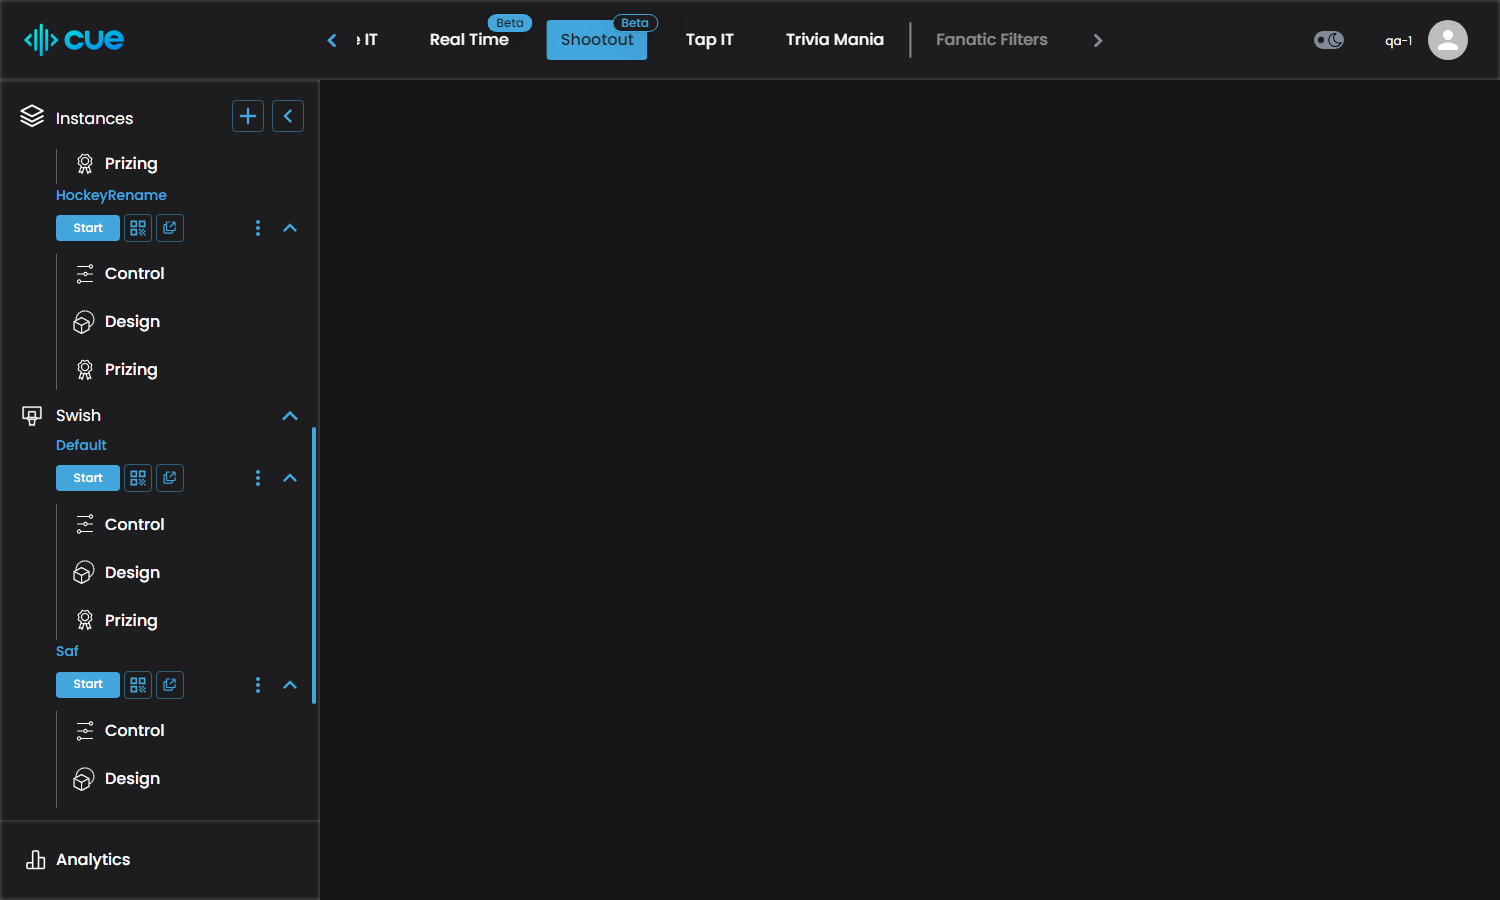 cue
IT
Real Time
Beta
Shootout
Beta
Tap IT
Trivia Mania
Fanatic Filters
qa-1
Instances
Prizing
HockeyRename
Start
Control
Design
Prizing
Swish
Default
Start
Control
Design
Prizing
Saf
Start
Control
Design
Analytics